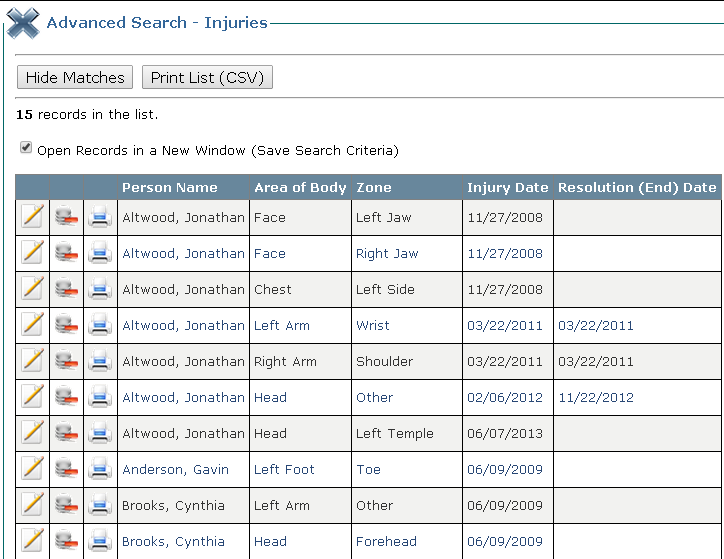 Advanced Search - Injuries
Hide Matches Print List (CSV)
15 records in the list.
Open Records in a New Window (Save Search Criteria)
Person Name Area of Body Zone Injury Date Resolution (End) Date
Altwood, Jonathan Face Left Jaw 11/27/2008
Altwood, Jonathan Face Right Jaw 11/27/2008
Altwood, Jonathan Chest Left Side 11/27/2008
Altwood, Jonathan Left Arm Wrist 03/22/2011 03/22/2011
Altwood, Jonathan Right Arm Shoulder 03/22/2011 03/22/2011
Altwood, Jonathan Head Other 02/06/2012 11/22/2012
Altwood, Jonathan Head Left Temple 06/07/2013
Anderson, Gavin Left Foot Toe 06/09/2009
Brooks, Cynthia Left Arm Other 06/09/2009
Brooks, Cynthia Head Forehead 06/09/2009